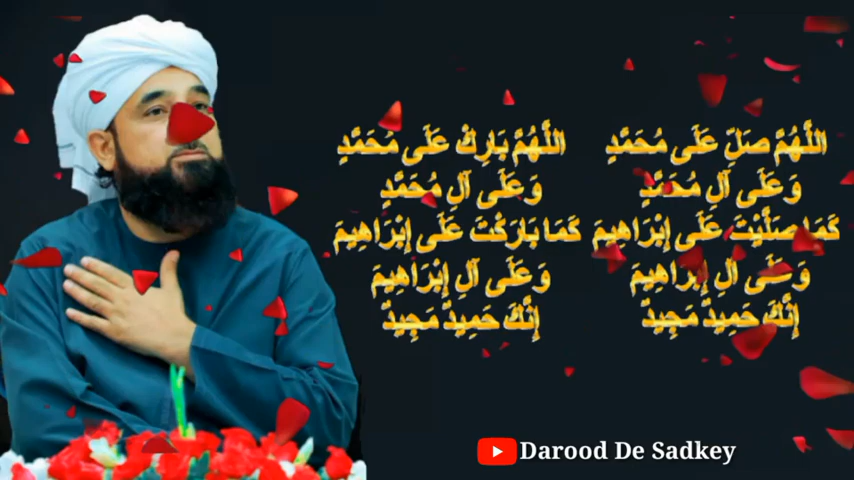 اللَّهُمَّ صَلِّ عَلَى مُحَمَّدٍ
وَعَلَى آلِ مُحَمَّدٍ
كَمَا صَلَّيْتَ عَلَى إِبْرَاهِيمَ
وَعَلَى آلِ إِبْرَاهِيمَ
إِنَّكَ حَمِيدٌ مَجِيدٌ
اللَّهُمَّ بَارِكْ عَلَى مُحَمَّدٍ
وَعَلَى آلِ مُحَمَّدٍ
كَمَا بَارَكْتَ عَلَى إِبْرَاهِيمَ
وَعَلَى آلِ إِبْرَاهِيمَ
إِنَّكَ حَمِيدٌ مَجِيدٌ
Darood De Sadkey